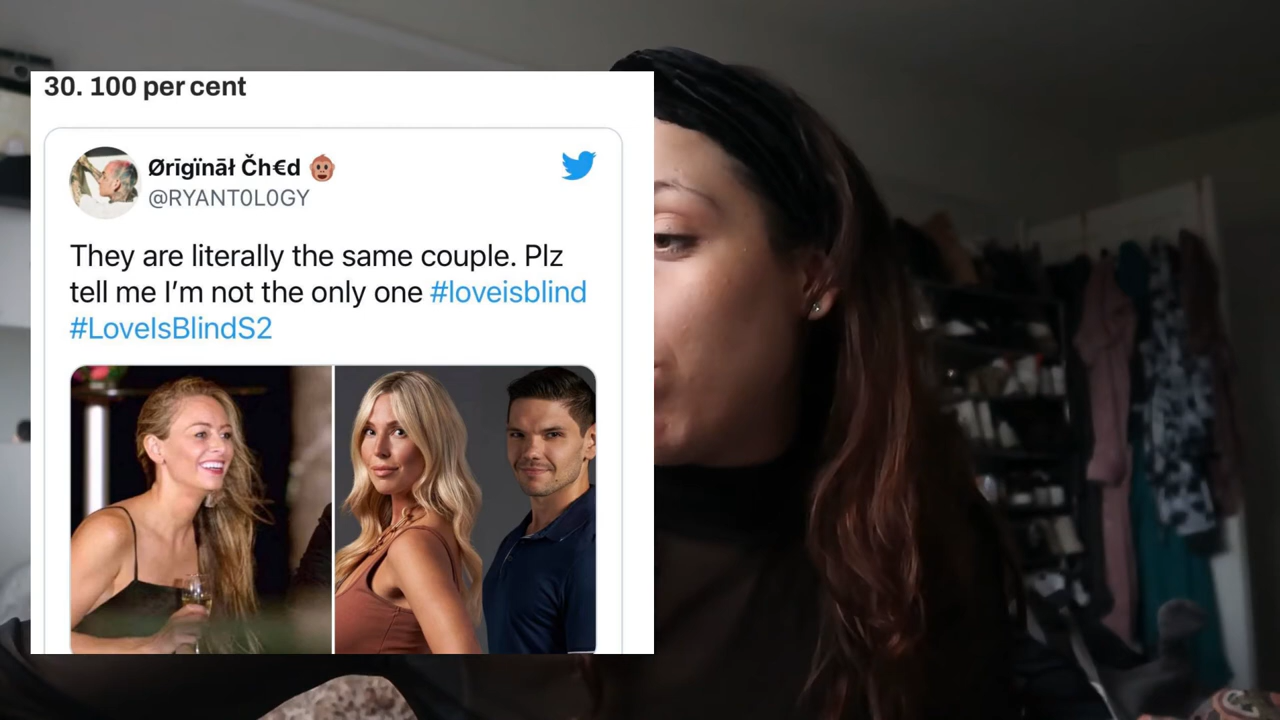 30. 100 per cent
Ørīgïnāł Čh€d 🐵
@RYANT0L0GY
They are literally the same couple. Plz
tell me I’m not the only one #loveisblind
#LoveIsBlindS2